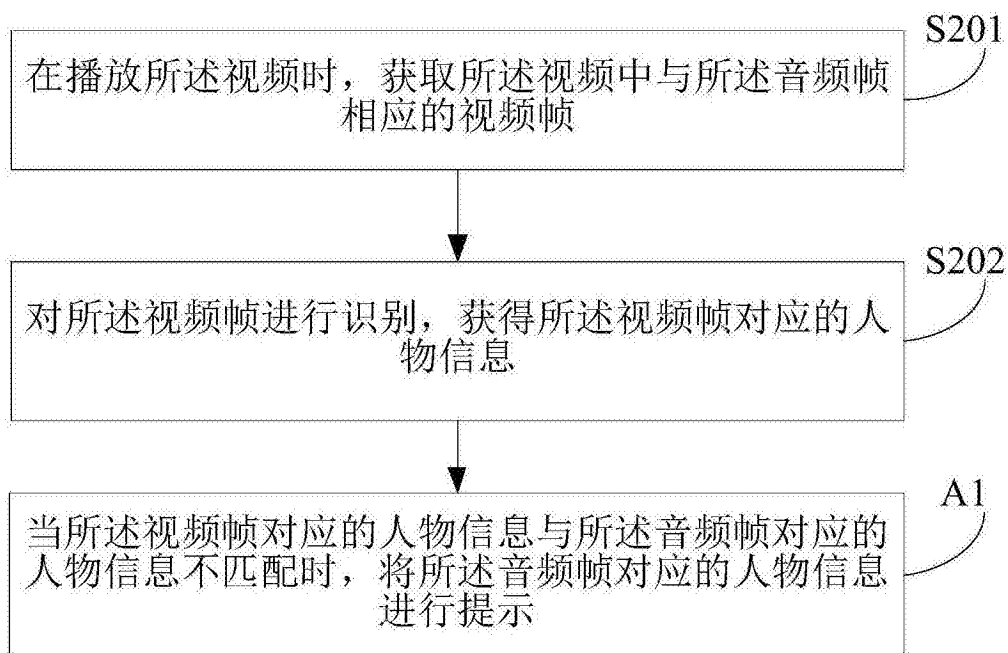 S201
在播放所述视频时，获取所述视频中与所述音频帧
相应的视频帧
S202
对所述视频帧进行识别，获得所述视频帧对应的人
物信息
A1
当所述视频帧对应的人物信息与所述音频帧对应的
人物信息不匹配时，将所述音频帧对应的人物信息
进行提示